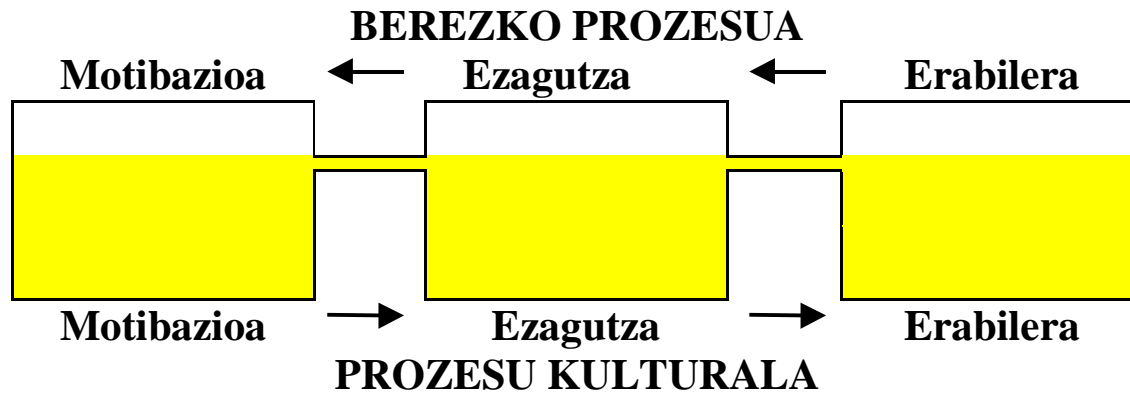 BEREZKO PROZESUA
Motibazioa Ezagutza Erabilera
Motibazioa Ezagutza Erabilera
PROZESU KULTURALA